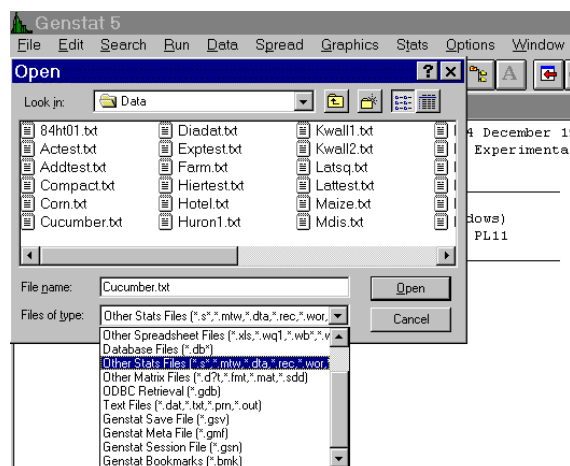 Genstat 5
File Edit Search Run Data Spread Graphics Stats Options Window
Open
Look in: Data
84ht01.txt Diadat.txt Kwall1.txt
Actest.txt Exptest.txt Kwall2.txt
Addtest.txt Farm.txt Latsq.txt
Compact.txt Hiertest.txt Lattest.txt
Corn.txt Hotel.txt Maize.txt
Cucumber.txt Huron1.txt Mdis.txt
4 December 19
Experimenta
dows)
PL11
File name: Cucumber.txt Open
Files of type: Other Stats Files (*.s*,*.mtw,*.dta,*.rec,*.wor, Cancel
Other Spreadsheet Files (*.xls,*.wq1,*.wb*,*.w
Database Files (*.db*)
Other Stats Files (*.s*,*.mtw,*.dta,*.rec,*.wor,
Other Matrix Files (*.d?t,*.fmt,*.mat,*.sdd)
ODBC Retrieval (*.gdb)
Text Files (*.dat,*.txt,*.prn,*.out)
Genstat Save File (*.gsv)
Genstat Meta File (*.gmf)
Genstat Session File (*.gsn)
Genstat Bookmarks (*.bmk)